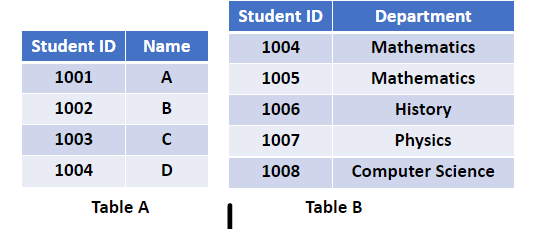 Student ID Name
1001 A
1002 B
1003 C
1004 D
Table A
Student ID Department
1004 Mathematics
1005 Mathematics
1006 History
1007 Physics
1008 Computer Science
Table B